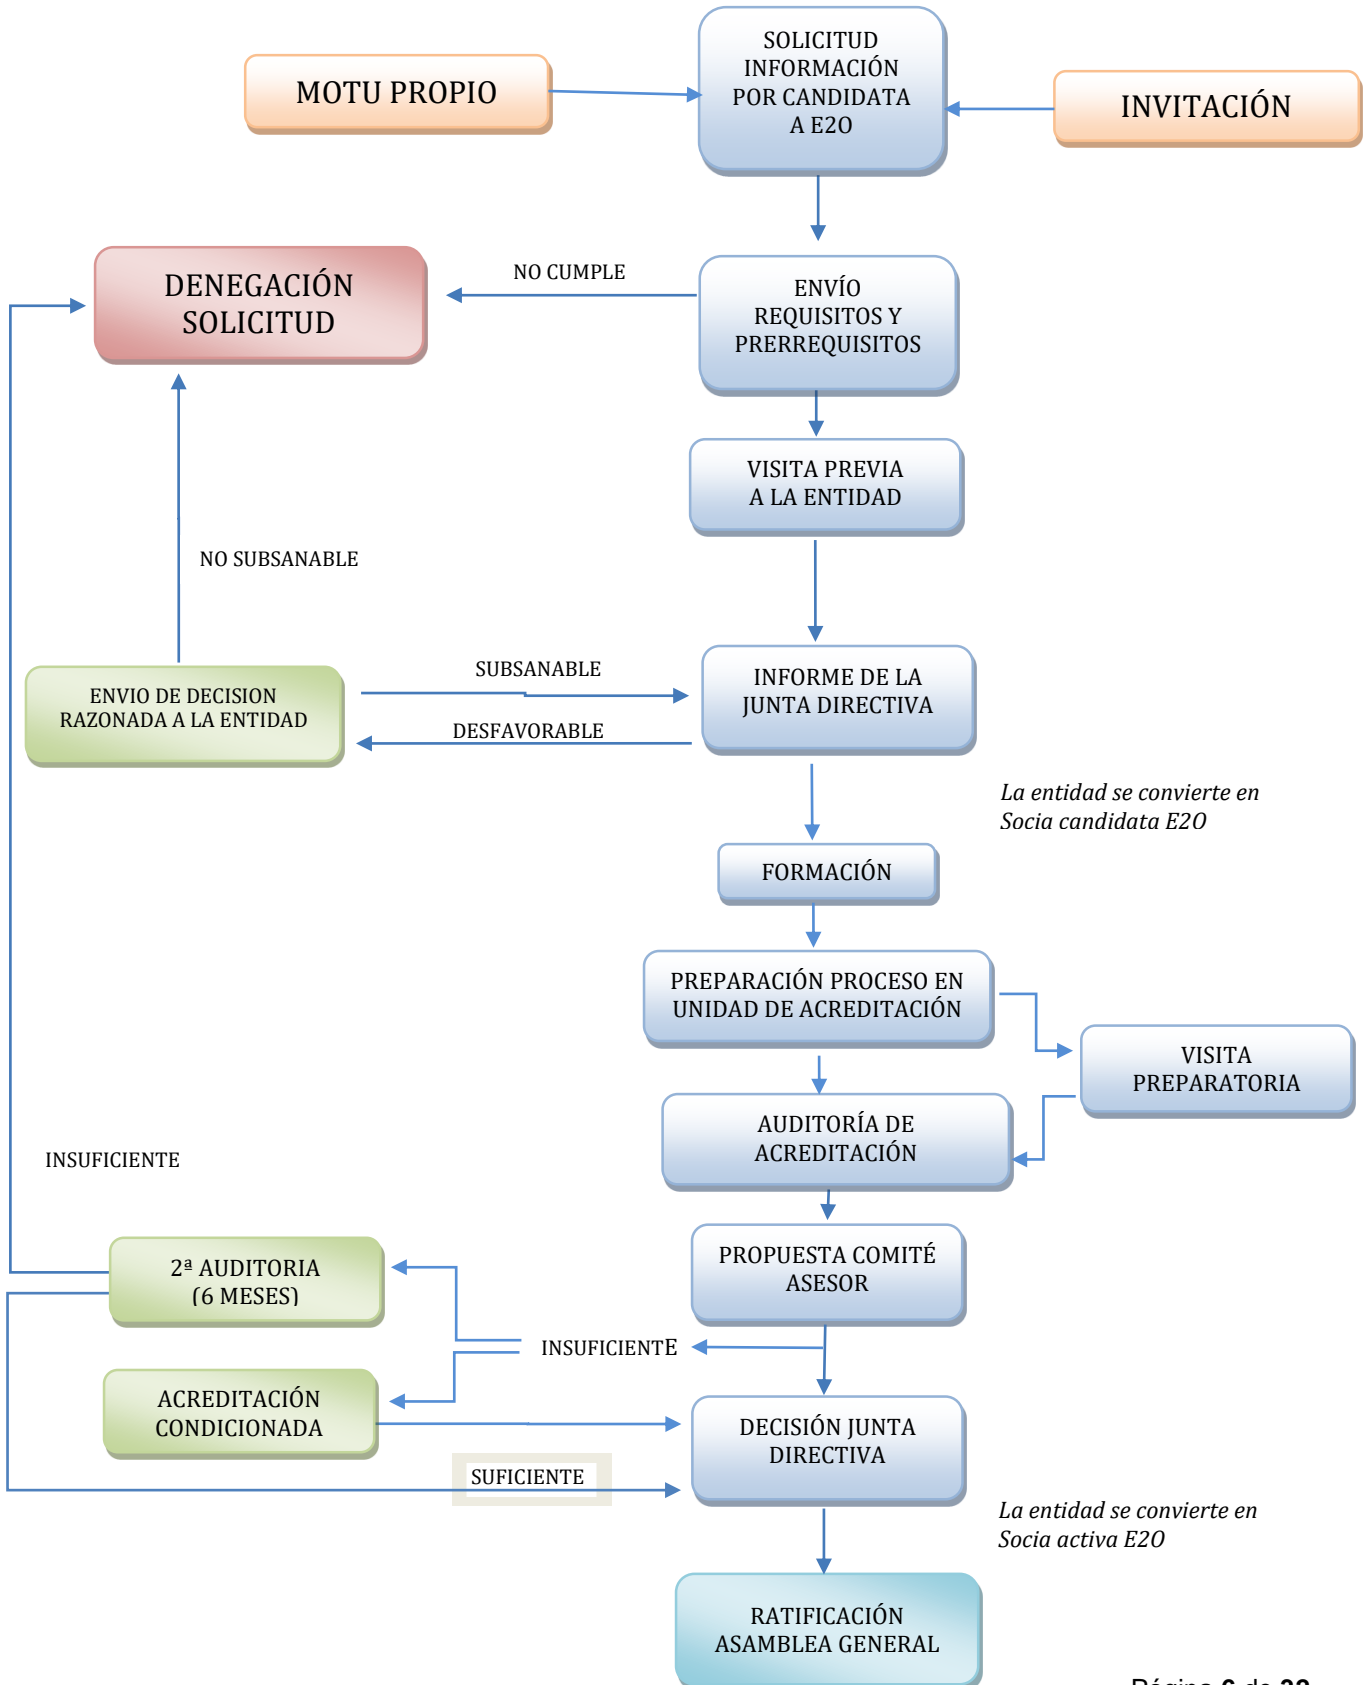 SOLICITUD
INFORMACIÓN
POR CANDIDATA
A E2O
MOTU PROPIO
INVITACIÓN
DENEGACIÓN
SOLICITUD
NO CUMPLE
ENVÍO
REQUISITOS Y
PRERREQUISITOS
VISITA PREVIA
A LA ENTIDAD
NO SUBSANABLE
ENVIO DE DECISION
RAZONADA A LA ENTIDAD
SUBSANABLE
DESFAVORABLE
INFORME DE LA
JUNTA DIRECTIVA
La entidad se convierte en
Socia candidata E2O
FORMACIÓN
PREPARACIÓN PROCESO EN
UNIDAD DE ACREDITACIÓN
VISITA
PREPARATORIA
AUDITORÍA DE
ACREDITACIÓN
INSUFICIENTE
PROPUESTA COMITÉ
ASESOR
2ª AUDITORIA
(6 MESES)
INSUFICIENTE
ACREDITACIÓN
CONDICIONADA
DECISIÓN JUNTA
DIRECTIVA
SUFICIENTE
La entidad se convierte en
Socia activa E2O
RATIFICACIÓN
ASAMBLEA GENERAL
Página 6 de 38